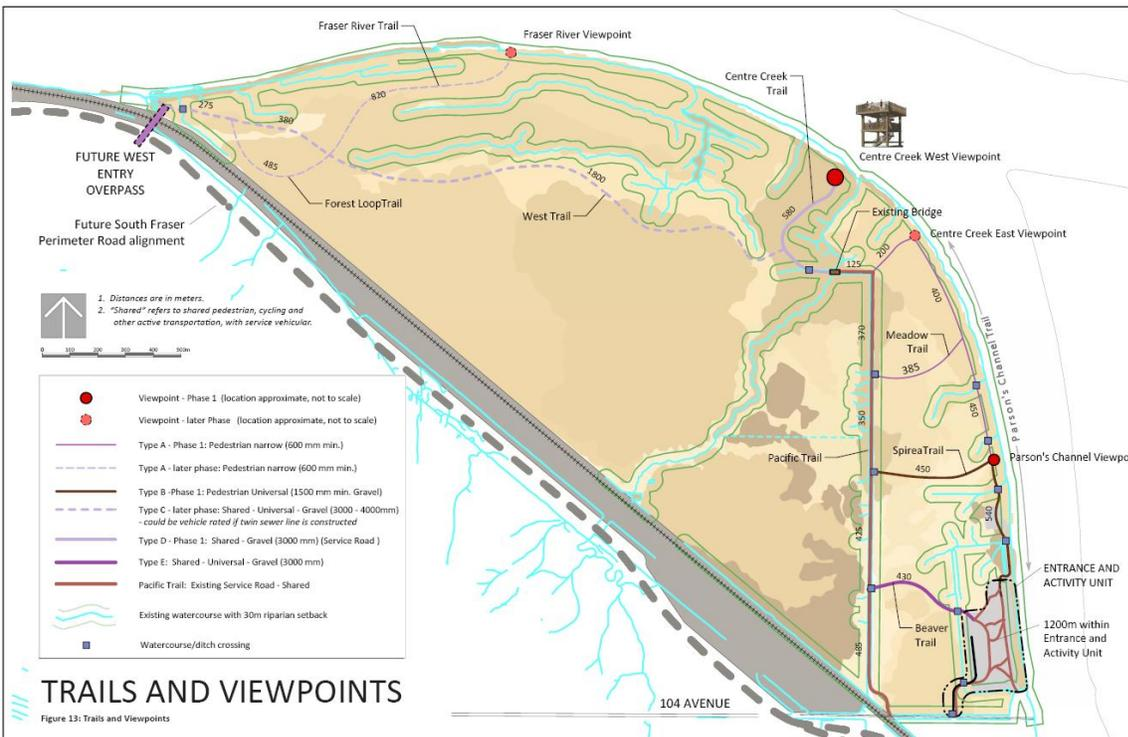 Fraser River Trail
Fraser River Viewpoint
Centre Creek
Trail
Centre Creek West Viewpoint
820
275
380
485
FUTURE WEST
ENTRY
OVERPASS
Forest LoopTrail
1800
West Trail
580
Existing Bridge
Centre Creek East Viewpoint
Future South Fraser
Perimeter Road alignment
125
200
400
Parson's Channel Trail
1. Distances are in meters.
2. "Shared" refers to shared pedestrian, cycling and
other active transportation, with service vehicular.
0 100 200 300 400 500m
370
Meadow
Trail
385
450
350
Pacific Trail
SpireaTrail
450
Parson's Channel Viewpo
540
425
430
Beaver
Trail
485
ENTRANCE AND
ACTIVITY UNIT
1200m within
Entrance and
Activity Unit
104 AVENUE
Viewpoint - Phase 1 (location approximate, not to scale)
Viewpoint - later Phase (location approximate, not to scale)
Type A - Phase 1: Pedestrian narrow (600 mm min.)
Type A - later phase: Pedestrian narrow (600 mm min.)
Type B -Phase 1: Pedestrian Universal (1500 mm min. Gravel)
Type C - later phase: Shared - Universal - Gravel (3000 - 4000mm)
- could be vehicle rated if twin sewer line is constructed
Type D - Phase 1: Shared - Gravel (3000 mm) (Service Road )
Type E: Shared - Universal - Gravel (3000 mm)
Pacific Trail: Existing Service Road - Shared
Existing watercourse with 30m riparian setback
Watercourse/ditch crossing
TRAILS AND VIEWPOINTS
Figure 13: Trails and Viewpoints